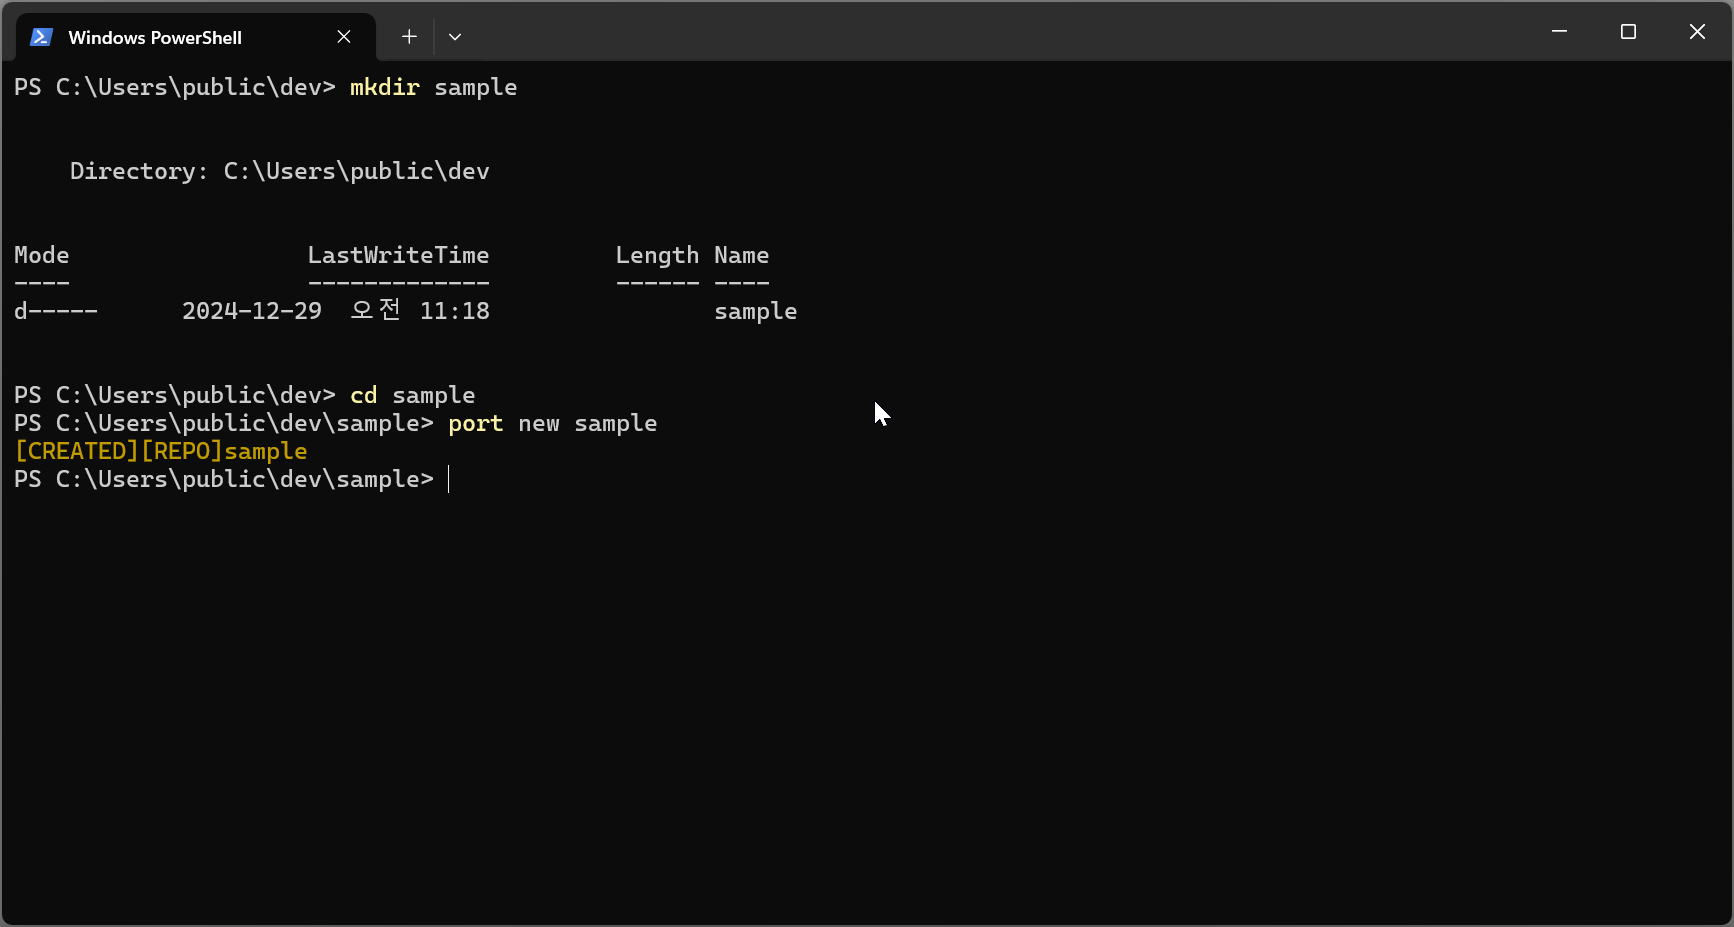 Windows PowerShell
PS C:\Users\public\dev> mkdir sample
Directory: C:\Users\public\dev
Mode                 LastWriteTime         Length Name
----                 -------------         ------ ----
d-----      2024-12-29  오전 11:18                sample
PS C:\Users\public\dev> cd sample
PS C:\Users\public\dev\sample> port new sample
[CREATED][REPO]sample
PS C:\Users\public\dev\sample>